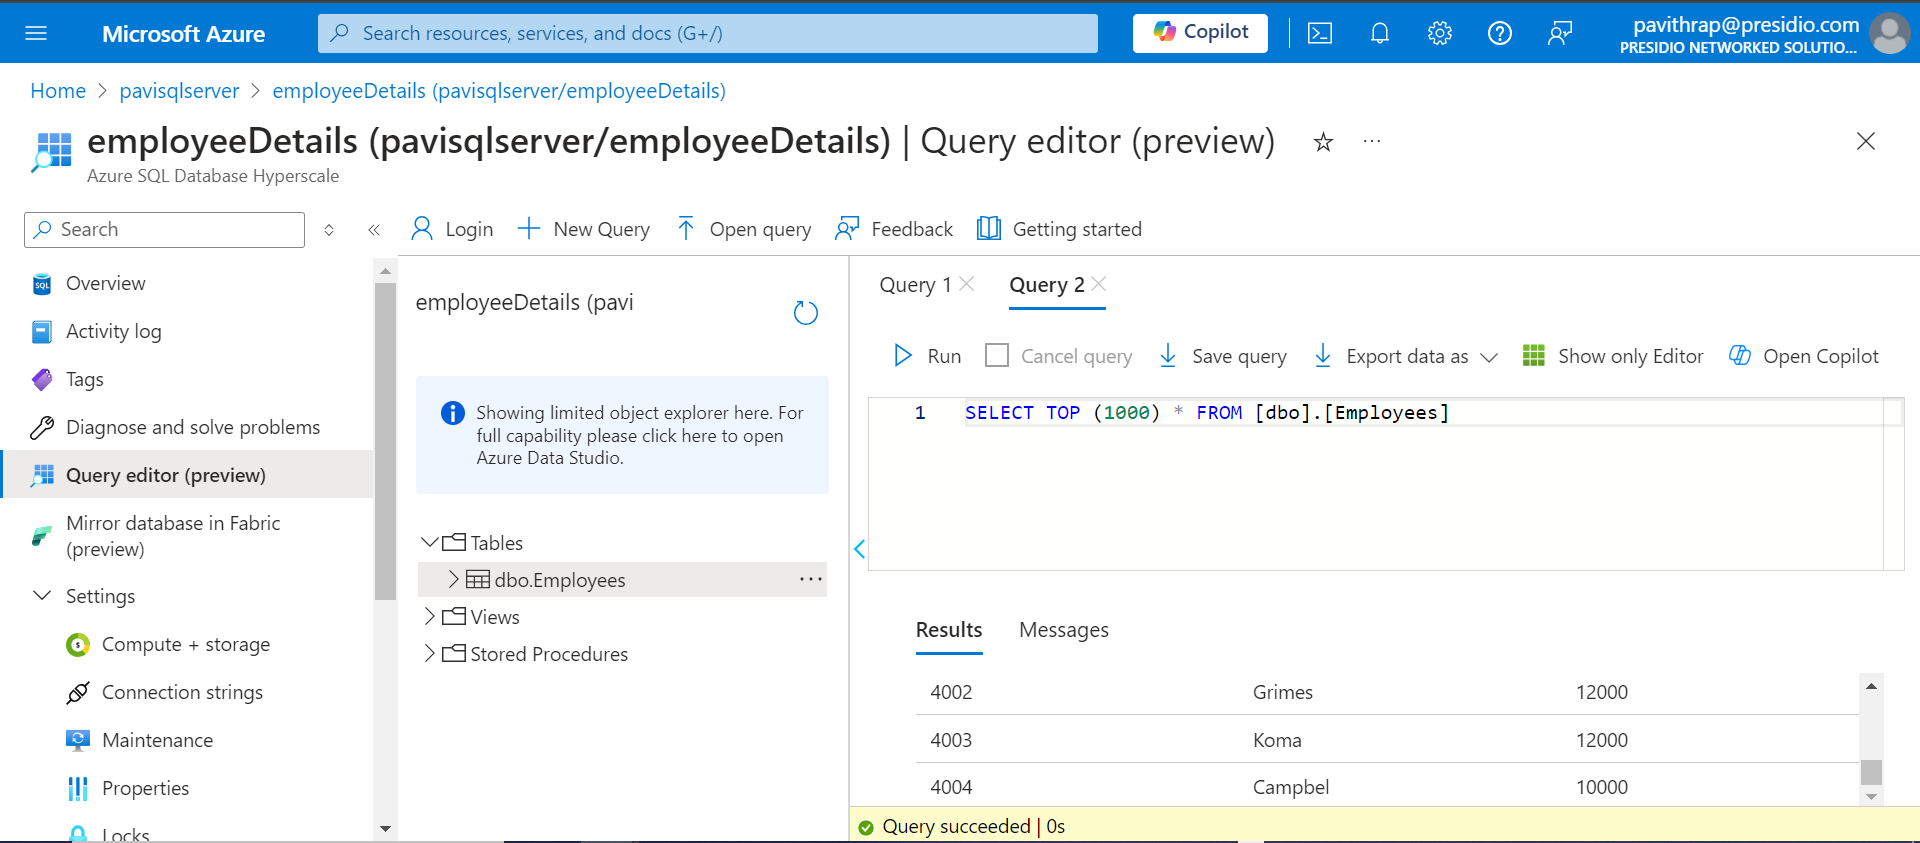 Microsoft Azure
Search resources, services, and docs (G+/)
Copilot
pavithrap@presidio.com
PRESIDIO NETWORKED SOLUTIO...
Home > pavisqlserver > employeeDetails (pavisqlserver/employeeDetails)
employeeDetails (pavisqlserver/employeeDetails) | Query editor (preview)
Azure SQL Database Hyperscale
Search
Login
New Query
Open query
Feedback
Getting started
Overview
Activity log
Tags
Diagnose and solve problems
Query editor (preview)
Mirror database in Fabric
(preview)
Settings
Compute + storage
Connection strings
Maintenance
Properties
Locks
employeeDetails (pavi
Showing limited object explorer here. For
full capability please click here to open
Azure Data Studio.
Tables
dbo.Employees
Views
Stored Procedures
Query 1
Query 2
Run
Cancel query
Save query
Export data as
Show only Editor
Open Copilot
1 SELECT TOP (1000) * FROM [dbo].[Employees]
Results
Messages
4002 Grimes 12000
4003 Koma 12000
4004 Campbel 10000
Query succeeded | 0s